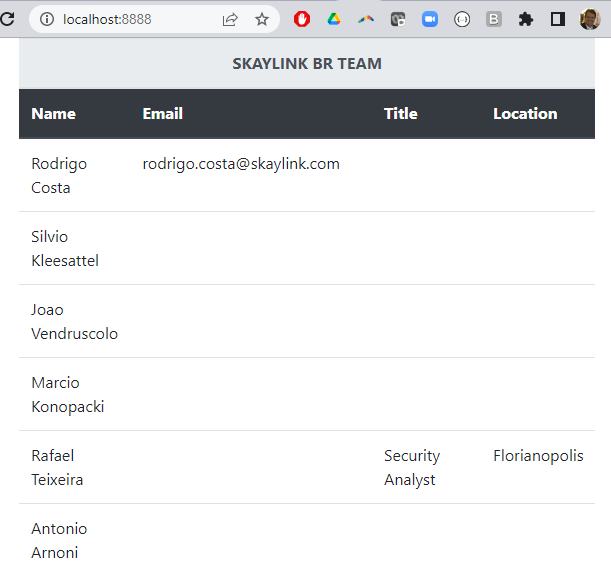 localhost:8888
SKAYLINK BR TEAM
Name Email Title Location
Rodrigo rodrigo.costa@skaylink.com
Costa
Silvio
Kleesattel
Joao
Vendruscolo
Marcio
Konopacki
Rafael Security Florianopolis
Teixeira Analyst
Antonio
Arnoni